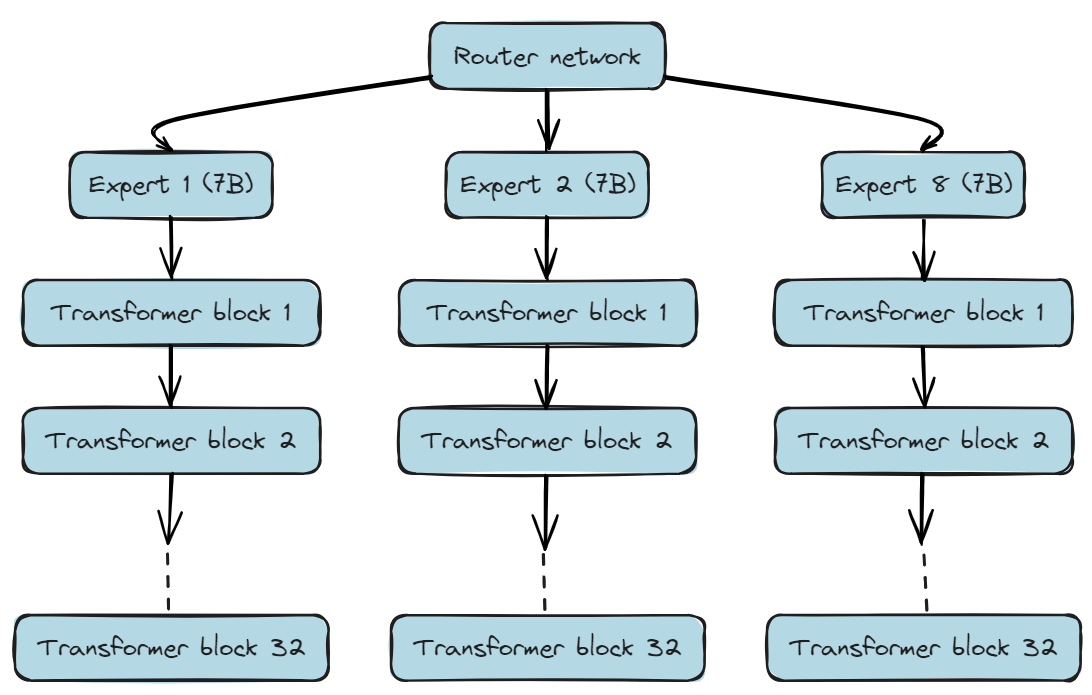 Router network
Expert 1 (7B)
Expert 2 (7B)
Expert 8 (7B)
Transformer block 1
Transformer block 1
Transformer block 1
Transformer block 2
Transformer block 2
Transformer block 2
Transformer block 32
Transformer block 32
Transformer block 32